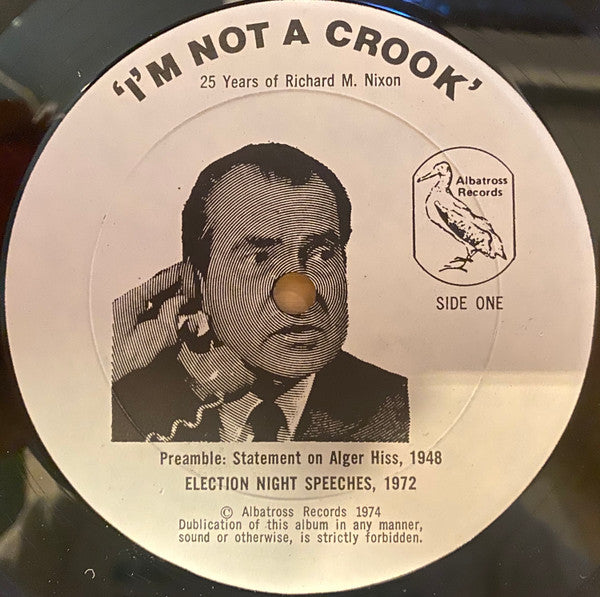 'I'M NOT A CROOK'
25 Years of Richard M. Nixon
Albatross
Records
SIDE ONE
Preamble: Statement on Alger Hiss, 1948
ELECTION NIGHT SPEECHES, 1972
© Albatross Records 1974
Dublication of this album in any manner,
sound or otherwise, is strictly forbidden.